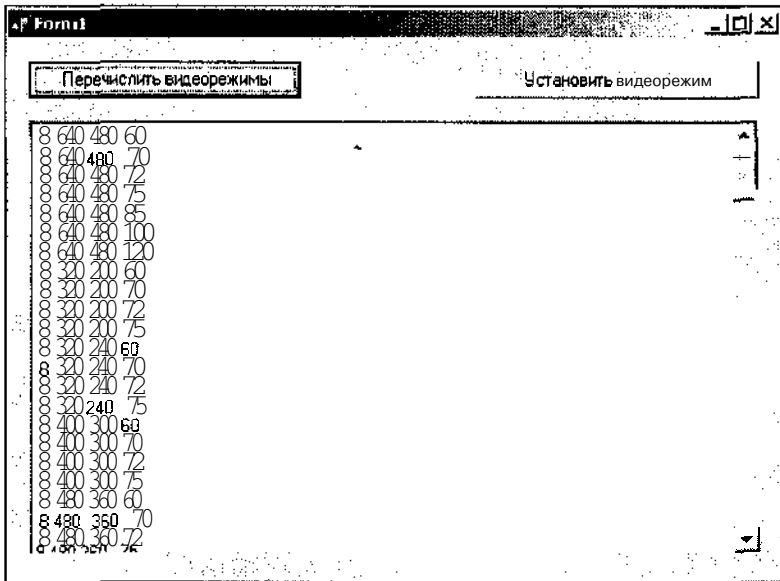 Form1
Перечислить видеорежимы
Установить видеорежим
8 640 480 60
8 640 480 70
8 640 480 72
8 640 480 75
8 640 480 85
8 640 480 100
8 640 480 120
8 320 200 60
8 320 200 70
8 320 200 72
8 320 200 75
8 320 240 60
8 320 240 70
8 320 240 72
8 320 240 75
8 400 300 60
8 400 300 70
8 400 300 72
8 400 300 75
8 480 360 60
8 480 360 70
8 480 360 72
8 480 360 75